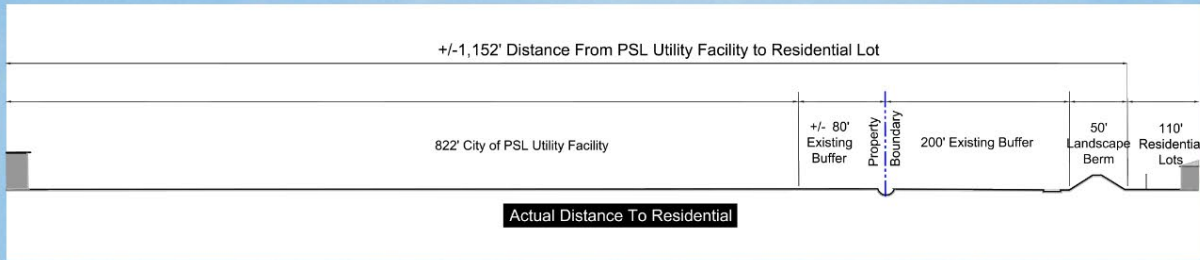 +/-1,152' Distance From PSL Utility Facility to Residential Lot
822' City of PSL Utility Facility
+/- 80'
Existing
Buffer
Property
Boundary
200' Existing Buffer
50'
Landscape
Berm
110'
Residentia
Lots
Actual Distance To Residential